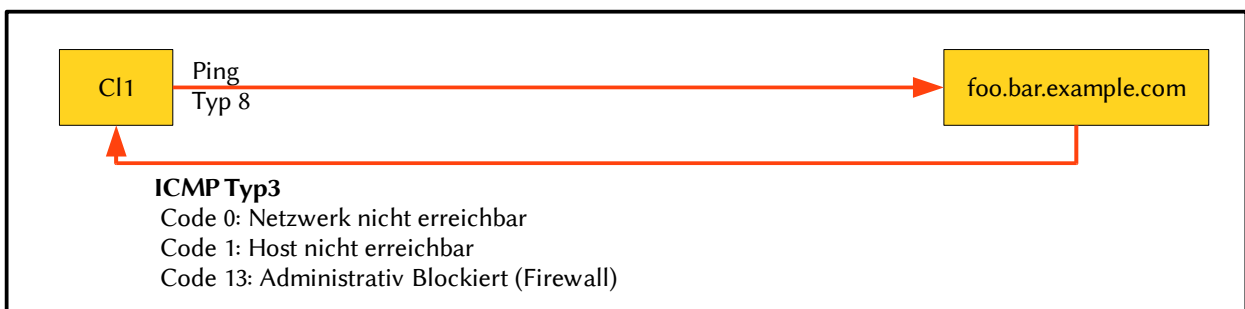 Cl1
Ping
Typ 8
foo.bar.example.com
ICMP Typ3
Code 0: Netzwerk nicht erreichbar
Code 1: Host nicht erreichbar
Code 13: Administrativ Blockiert (Firewall)